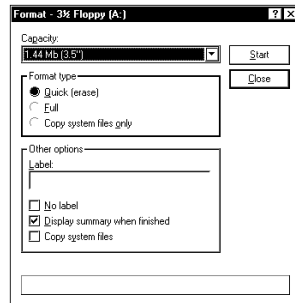 Format - 3½ Floppy (A:)
Capacity:
1.44 Mb (3.5")
Start
Close
Format type
Quick (erase)
Full
Copy system files only
Other options
Label:
No label
Display summary when finished
Copy system files